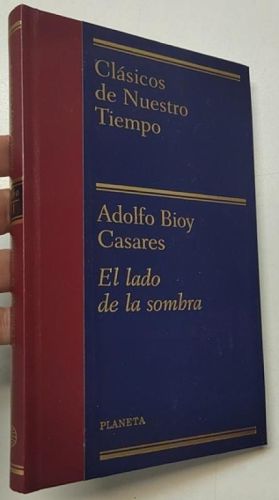 Clásicos
de Nuestro
Tiempo
Adolfo Bioy
Casares
El lado
de la sombra
PLANETA